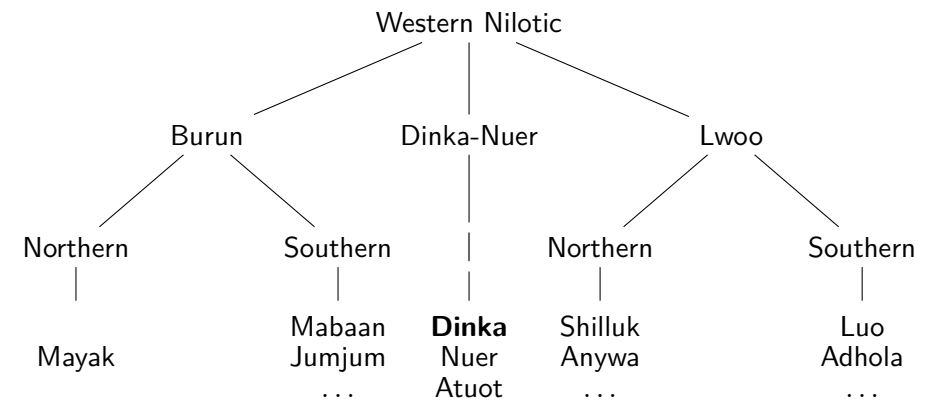 Western Nilotic
Burun Dinka-Nuer Lwoo
Northern Southern Northern Southern
Mabaan Dinka Shilluk Luo
Mayak Jumjum Nuer Anywa Adhola
... Atuot ... ...